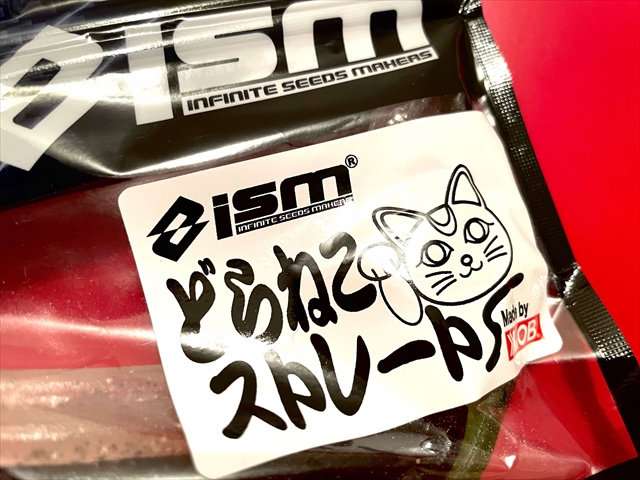 ism
INFINITE SEEDS MAKERS
ism®
INFINITE SEEDS MAKERS
どらねこ
ストレートS
Made by